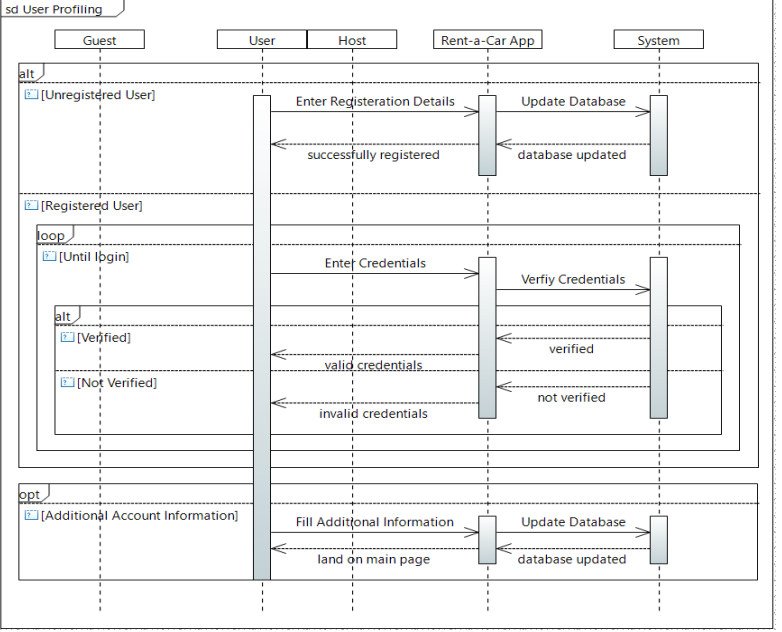 sd User Profiling
Guest User Host Rent-a-Car App System
alt
[Unregistered User]
Enter Registeration Details Update Database
successfully registered database updated
[Registered User]
loop
[Until login]
Enter Credentials
Verfiy Credentials
alt
[Verified]
verified
valid credentials
[Not Verified]
not verified
invalid credentials
opt
[Additional Account Information]
Fill Additional Information Update Database
land on main page database updated